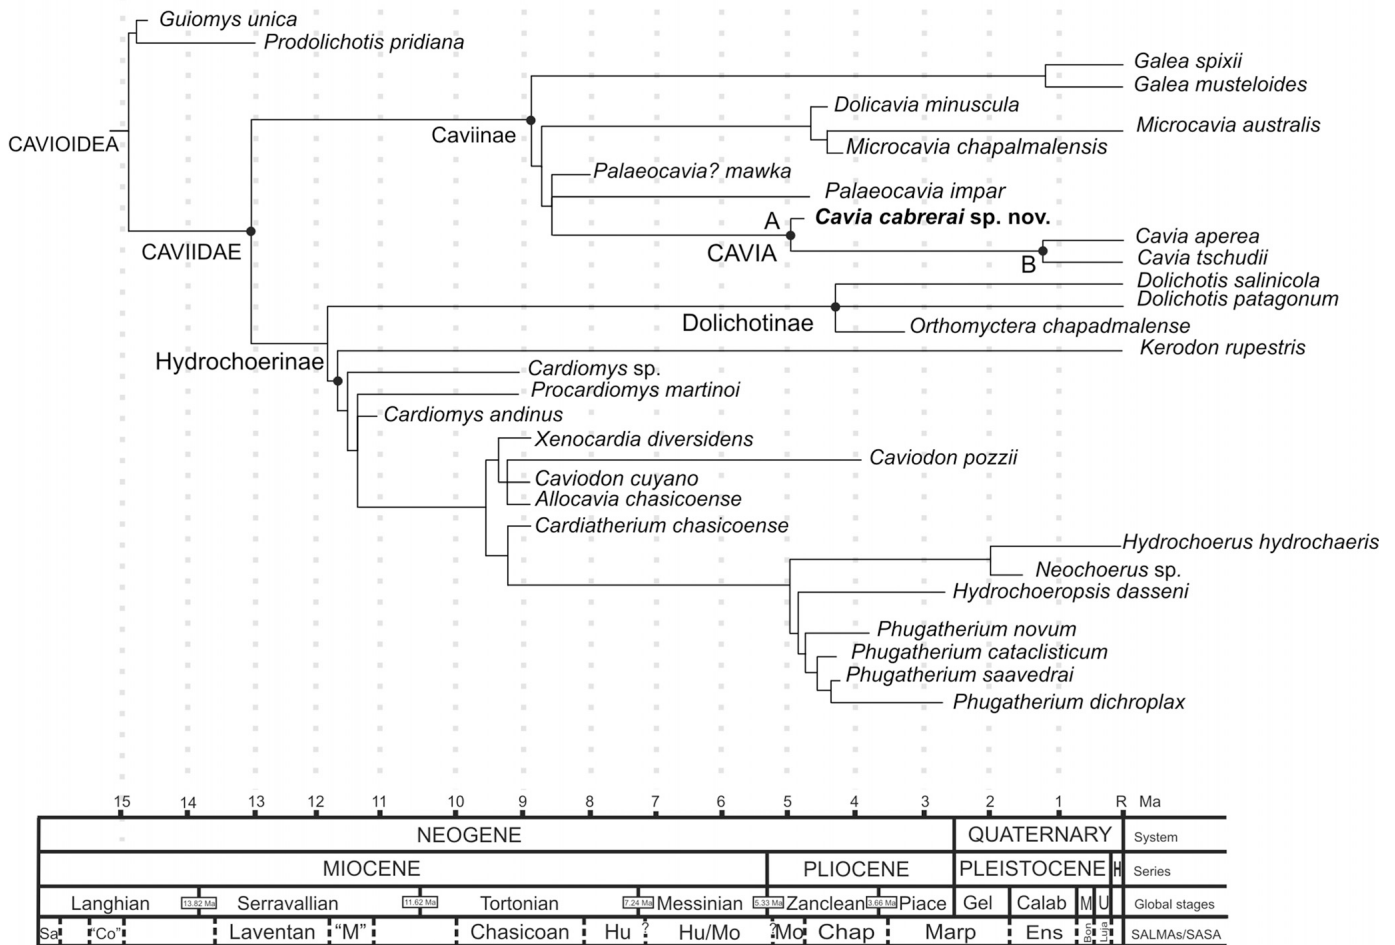 Guiomys unica
Prodolichotis pridiana
Galea spixii
Galea musteloides
Dolicavia minuscula
Microcavia australis
Caviinae
CAVIOIDEA
Microcavia chapalmalensis
Palaeocavia? mawka
Palaeocavia impar
A
Cavia cabrerai sp. nov.
Cavia aperea
CAVIIDAE
CAVIA
B
Cavia tschudii
Dolichotis salinicola
Dolichotis patagonum
Dolichotinae
Orthomyctera chapadmalense
Kerodon rupestris
Hydrochoerinae
Cardiomys sp.
Procardiomys martinoi
Cardiomys andinus
Xenocardia diversidens
Caviodon pozzii
Caviodon cuyano
Allocavia chasicoense
Cardiatherium chasicoense
Hydrochoerus hydrochaeris
Neochoerus sp.
Hydrochoeropsis dasseni
Phugatherium novum
Phugatherium cataclisticum
Phugatherium saavedrai
Phugatherium dichroplax
15 14 13 12 11 10 9 8 7 6 5 4 3 2 1 R Ma
NEOGENE QUATERNARY System
MIOCENE PLIOCENE PLEISTOCENE H Series
Langhian 13.82 Ma Serravallian 11.62 Ma Tortonian 7.24 Ma Messinian 5.33 Ma Zanclean 3.66 Ma Piace Gel Calab M U Global stages
Sa "Co" Laventan "M" Chasicoan Hu ? Hu/Mo ? Mo Chap Marp Ens Bon Luja SALMAs/SASA